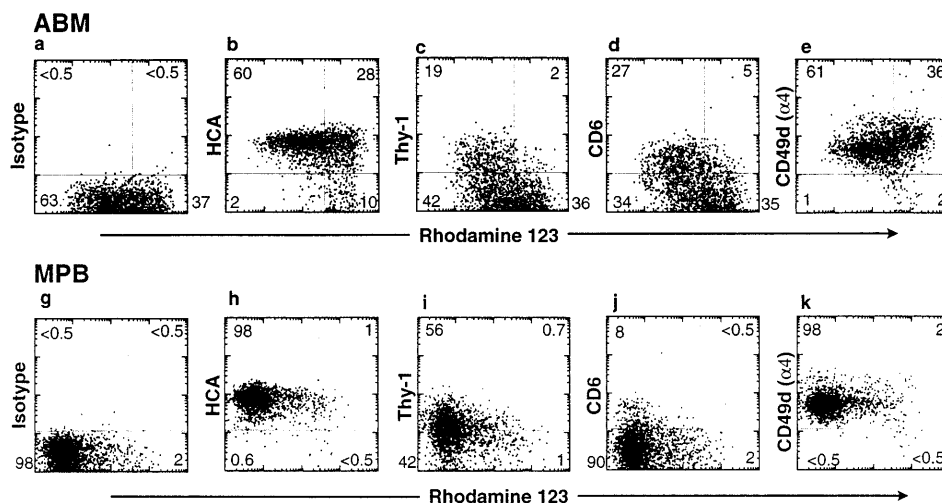 ABM
a b c d e
Isotype <0.5 <0.5 63 37
HCA 60 28 2 10
Thy-1 19 2 42 36
CD6 27 5 34 35
CD49d (α4) 61 36 1 2
Rhodamine 123
MPB
g h i j k
Isotype <0.5 <0.5 98 2
HCA 98 1 0.6 <0.5
Thy-1 56 0.7 42 1
CD6 8 <0.5 90 2
CD49d (α4) 98 2 <0.5 <0.5
Rhodamine 123